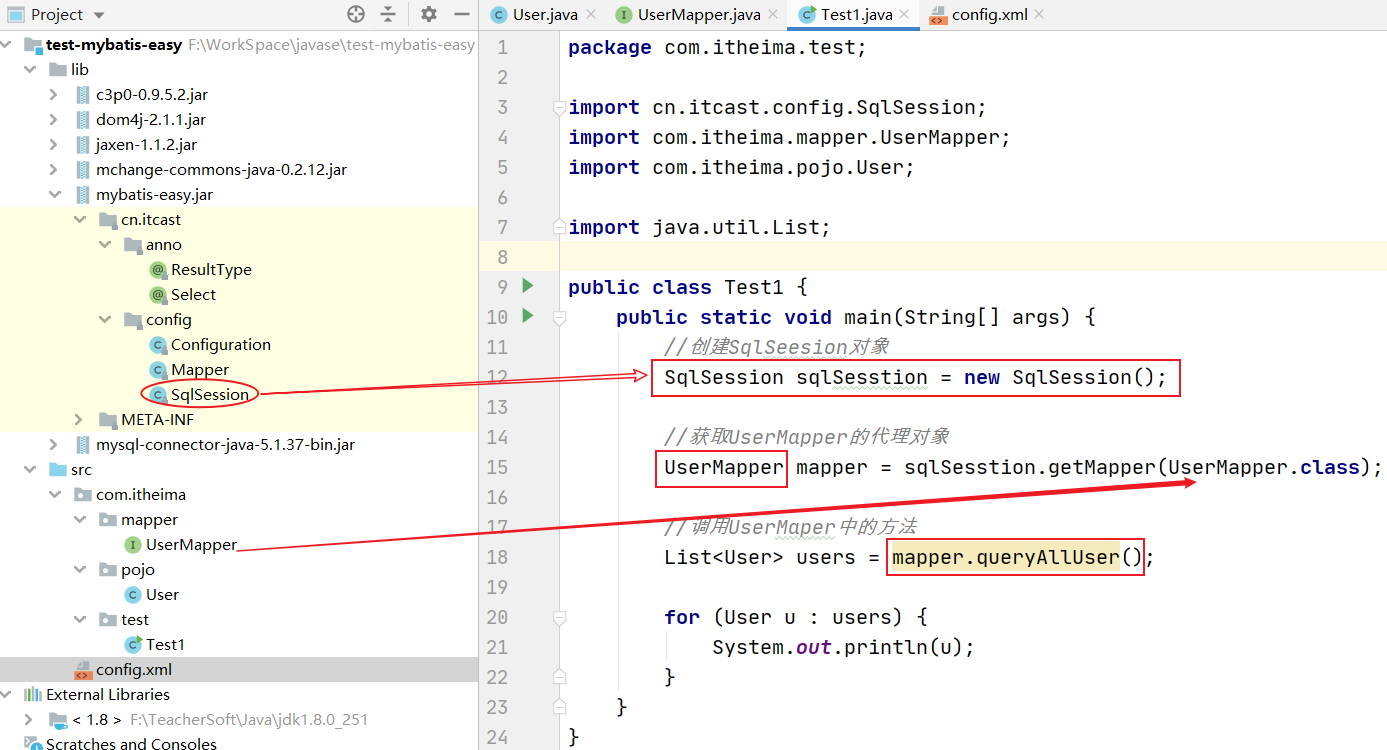 Project
test-mybatis-easy F:\WorkSpace\javase\test-mybatis-easy
lib
c3p0-0.9.5.2.jar
dom4j-2.1.1.jar
jaxen-1.1.2.jar
mchange-commons-java-0.2.12.jar
mybatis-easy.jar
cn.itcast
anno
ResultType
Select
config
Configuration
Mapper
SqlSession
META-INF
mysql-connector-java-5.1.37-bin.jar
src
com.itheima
mapper
UserMapper
pojo
User
test
Test1
config.xml
External Libraries
< 1.8 > F:\TeacherSoft\Java\jdk1.8.0_251
Scratches and Consoles
User.java UserMapper.java Test1.java config.xml
1 package com.itheima.test;
2
3 import cn.itcast.config.SqlSession;
4 import com.itheima.mapper.UserMapper;
5 import com.itheima.pojo.User;
6
7 import java.util.List;
8
9 public class Test1 {
10 public static void main(String[] args) {
11 //创建SqlSeesion对象
12 SqlSession sqlSesstion = new SqlSession();
13
14 //获取UserMapper的代理对象
15 UserMapper mapper = sqlSesstion.getMapper(UserMapper.class);
16
17 //调用UserMaper中的方法
18 List<User> users = mapper.queryAllUser();
19
20 for (User u : users) {
21 System.out.println(u);
22 }
23 }
24 }